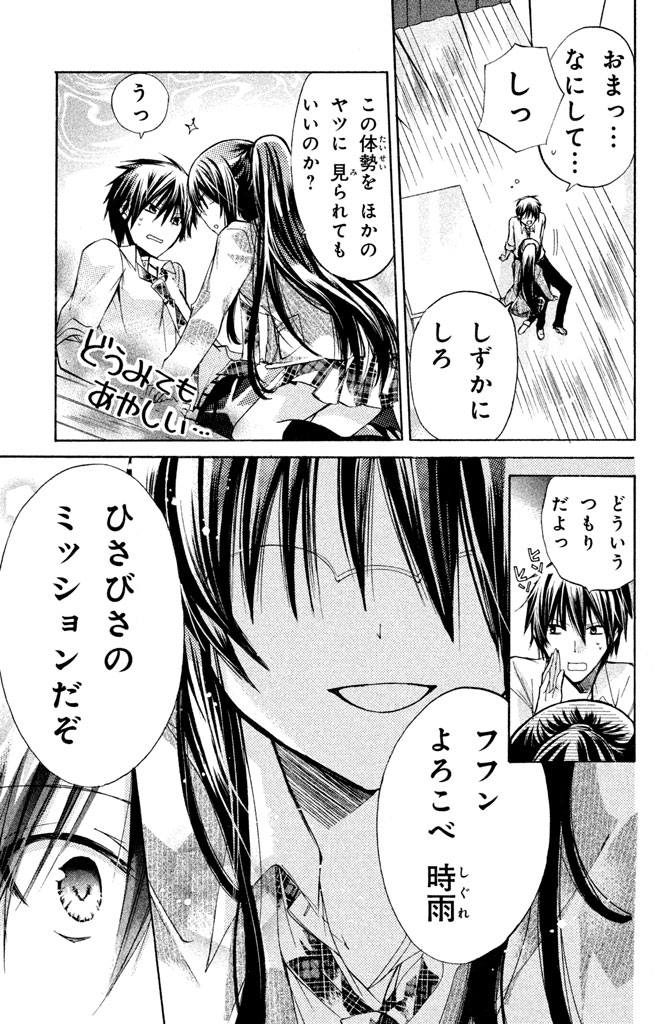 おまっ…
なにして…
しっ
しずかに
しろ
この体勢を ほかの
ヤツに 見られても
いいのか?
うっ
どうみても
あやしい…
どういう
つもり
だよっ
ヒソ
ヒソ
フフン
よろこべ 時雨
ひさびさの
ミッションだぞ